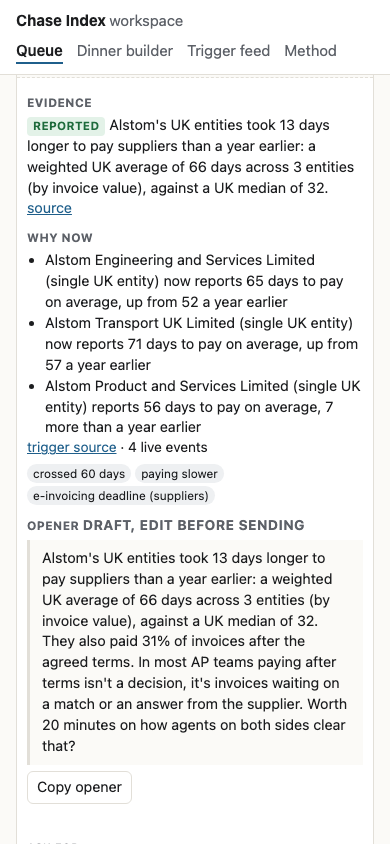 Chase Index workspace
Queue Dinner builder Trigger feed Method
EVIDENCE
REPORTED Alstom's UK entities took 13 days
longer to pay suppliers than a year earlier: a
weighted UK average of 66 days across 3 entities
(by invoice value), against a UK median of 32.
source
WHY NOW
• Alstom Engineering and Services Limited
(single UK entity) now reports 65 days to pay
on average, up from 52 a year earlier
• Alstom Transport UK Limited (single UK entity)
now reports 71 days to pay on average, up from
57 a year earlier
• Alstom Product and Services Limited (single UK
entity) reports 56 days to pay on average, 7
more than a year earlier
trigger source · 4 live events
crossed 60 days paying slower
e-invoicing deadline (suppliers)
OPENER DRAFT, EDIT BEFORE SENDING
Alstom's UK entities took 13 days longer to
pay suppliers than a year earlier: a weighted
UK average of 66 days across 3 entities (by
invoice value), against a UK median of 32.
They also paid 31% of invoices after the
agreed terms. In most AP teams paying after
terms isn't a decision, it's invoices waiting on
a match or an answer from the supplier. Worth
20 minutes on how agents on both sides clear
that?
Copy opener